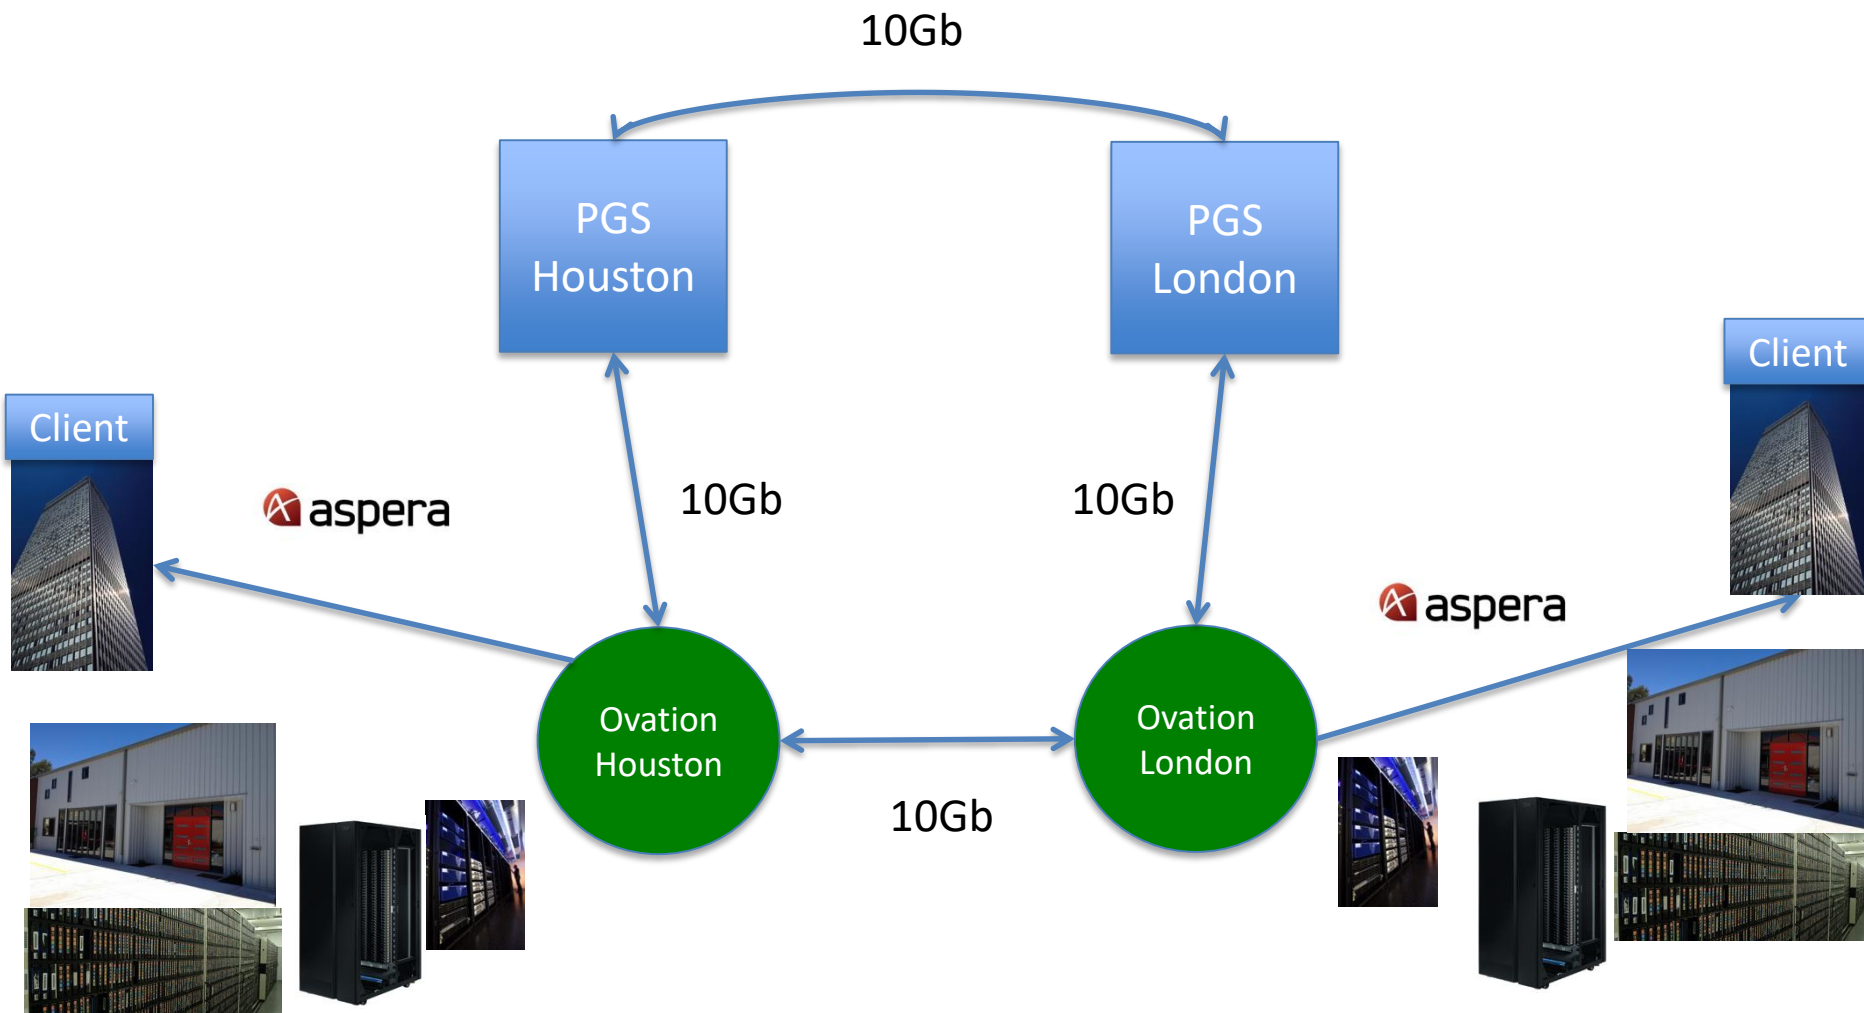 10Gb
PGS
Houston
PGS
London
Client
Client
aspera
10Gb
10Gb
aspera
Ovation
Houston
Ovation
London
10Gb